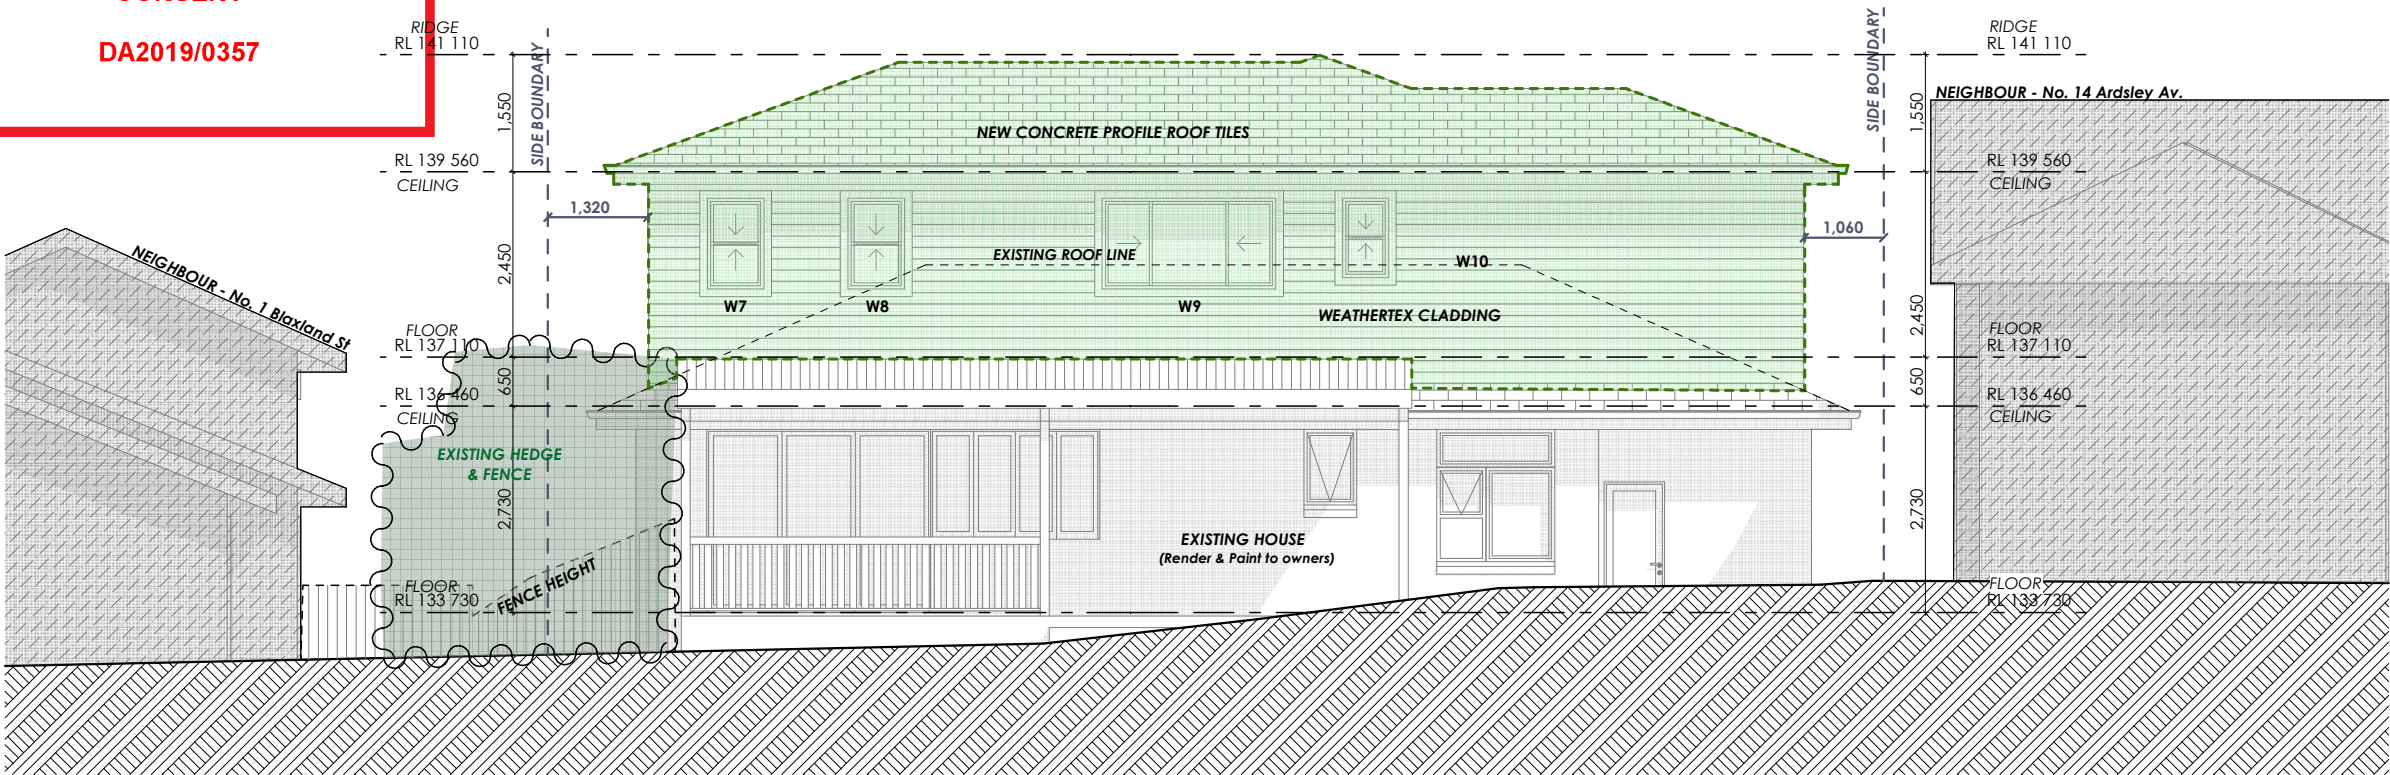 DA2019/0357
RIDGE
RL 141 110
SIDE BOUNDARY
1,550
RL 139 560
CEILING
1,320
2,450
NEIGHBOUR - No. 1 Blaxland St
FLOOR
RL 137 110
650
RL 136 460
CEILING
EXISTING HEDGE
& FENCE
2,730
FENCE HEIGHT
FLOOR
RL 133 730
NEW CONCRETE PROFILE ROOF TILES
EXISTING ROOF LINE
W10
W7
W8
W9
WEATHERTEX CLADDING
EXISTING HOUSE
(Render & Paint to owners)
SIDE BOUNDARY
1,060
RIDGE
RL 141 110
NEIGHBOUR - No. 14 Ardsley Av.
1,550
RL 139 560
CEILING
2,450
FLOOR
RL 137 110
650
RL 136 460
CEILING
2,730
FLOOR
RL 133 730